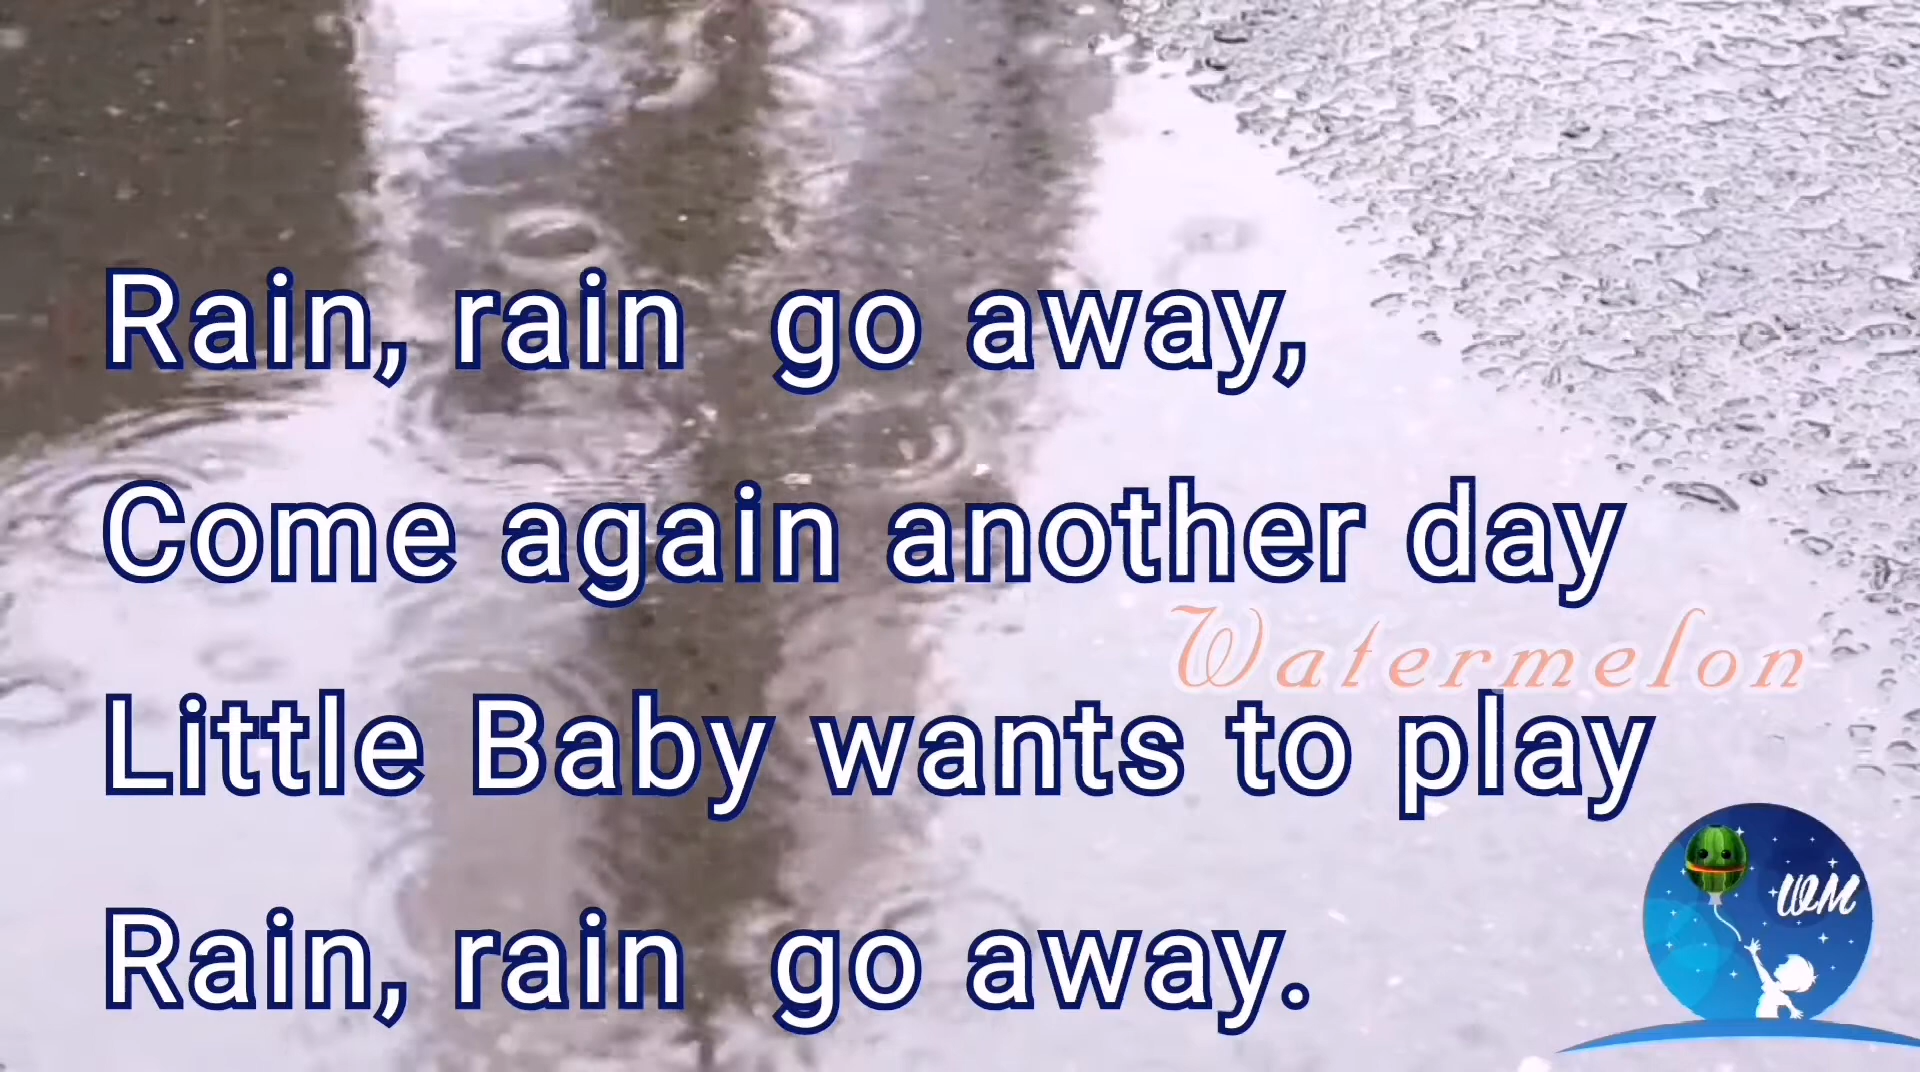 Rain, rain  go away,
Come again another day
Watermelon
Little Baby wants to play
WM
Rain, rain  go away.